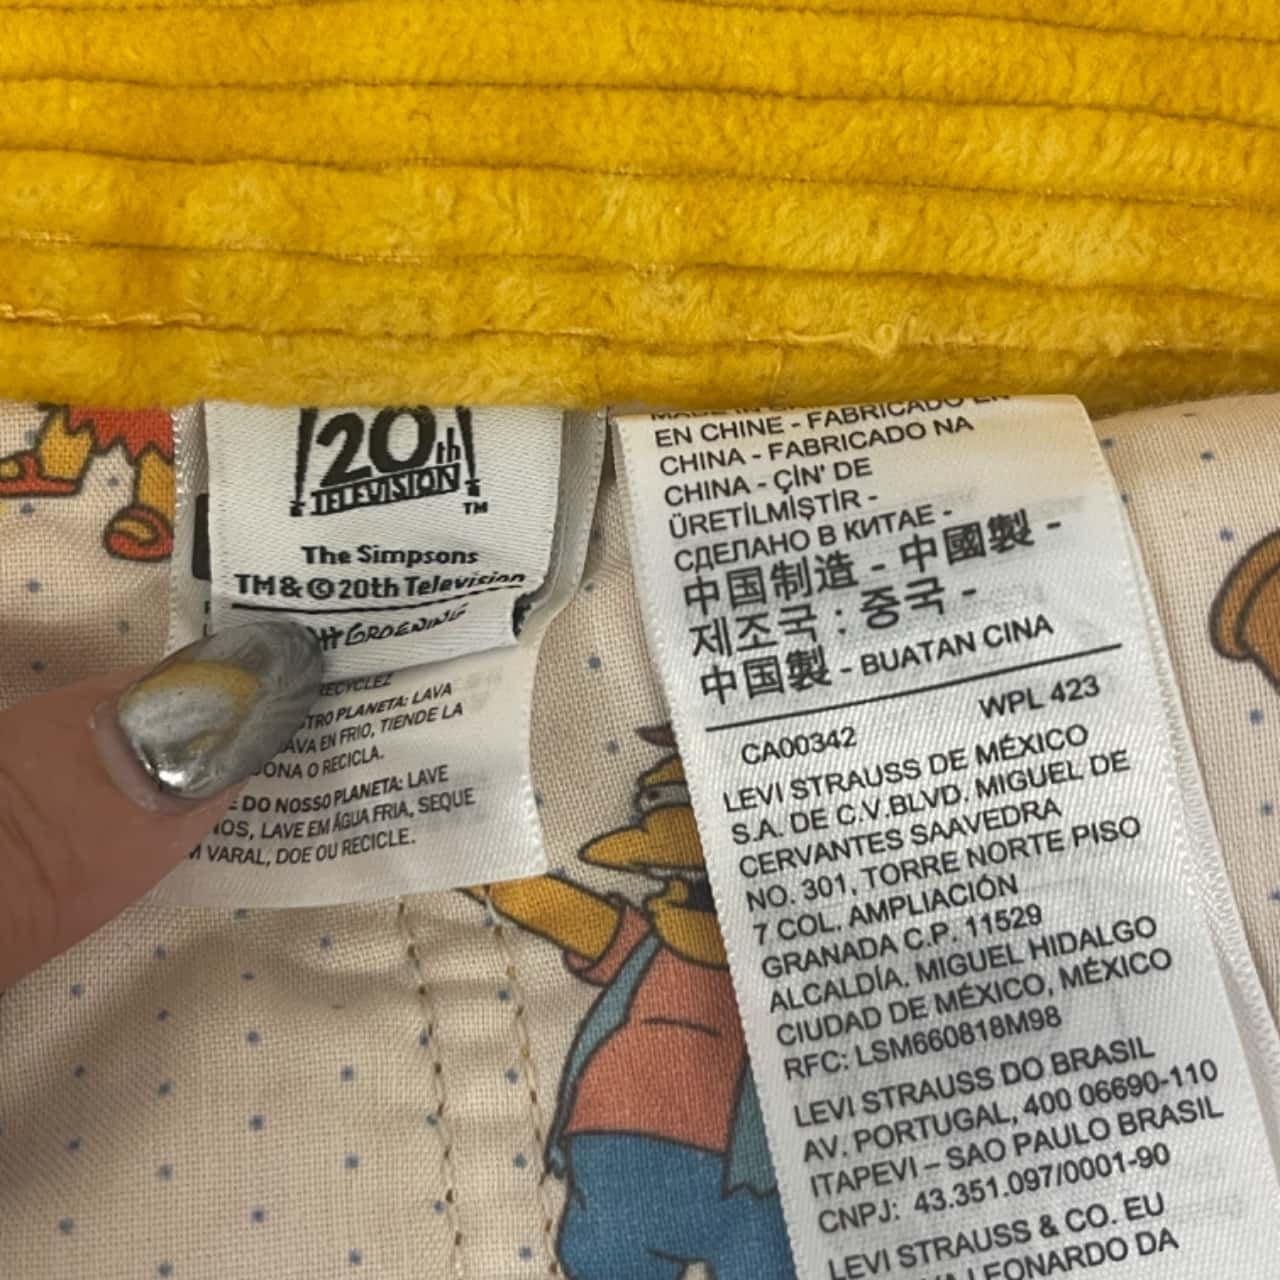 20th
TELEVISION
TM
The Simpsons
TM & © 20th Television
GROENING
RECYCLEZ
PLANETA: LAVA
EN FRIO, TIENDE LA
O RECICLA.
DO NOSSO PLANETA: LAVE
LAVE EM ÁGUA FRIA, SEQUE
VARAL, DOE OU RECICLE.
EN CHINE - FABRICADO EN
CHINA - FABRICADO NA
CHINA - ÇİN' DE
ÜRETİLMİŞTİR -
СДЕЛАНО В КИТАЕ -
中国制造 - 中國製 -
제조국 : 중국 -
中国製 - BUATAN CINA
WPL 423
CA00342
LEVI STRAUSS DE MÉXICO
S.A. DE C.V.BLVD. MIGUEL DE
CERVANTES SAAVEDRA
NO. 301, TORRE NORTE PISO
7 COL. AMPLIACIÓN
GRANADA C.P. 11529
ALCALDÍA. MIGUEL HIDALGO
CIUDAD DE MÉXICO, MÉXICO
RFC: LSM660818M98
LEVI STRAUSS DO BRASIL
AV. PORTUGAL, 400 06690-110
ITAPEVI – SAO PAULO BRASIL
CNPJ: 43.351.097/0001-90
LEVI STRAUSS & CO. EU
LEONARDO DA